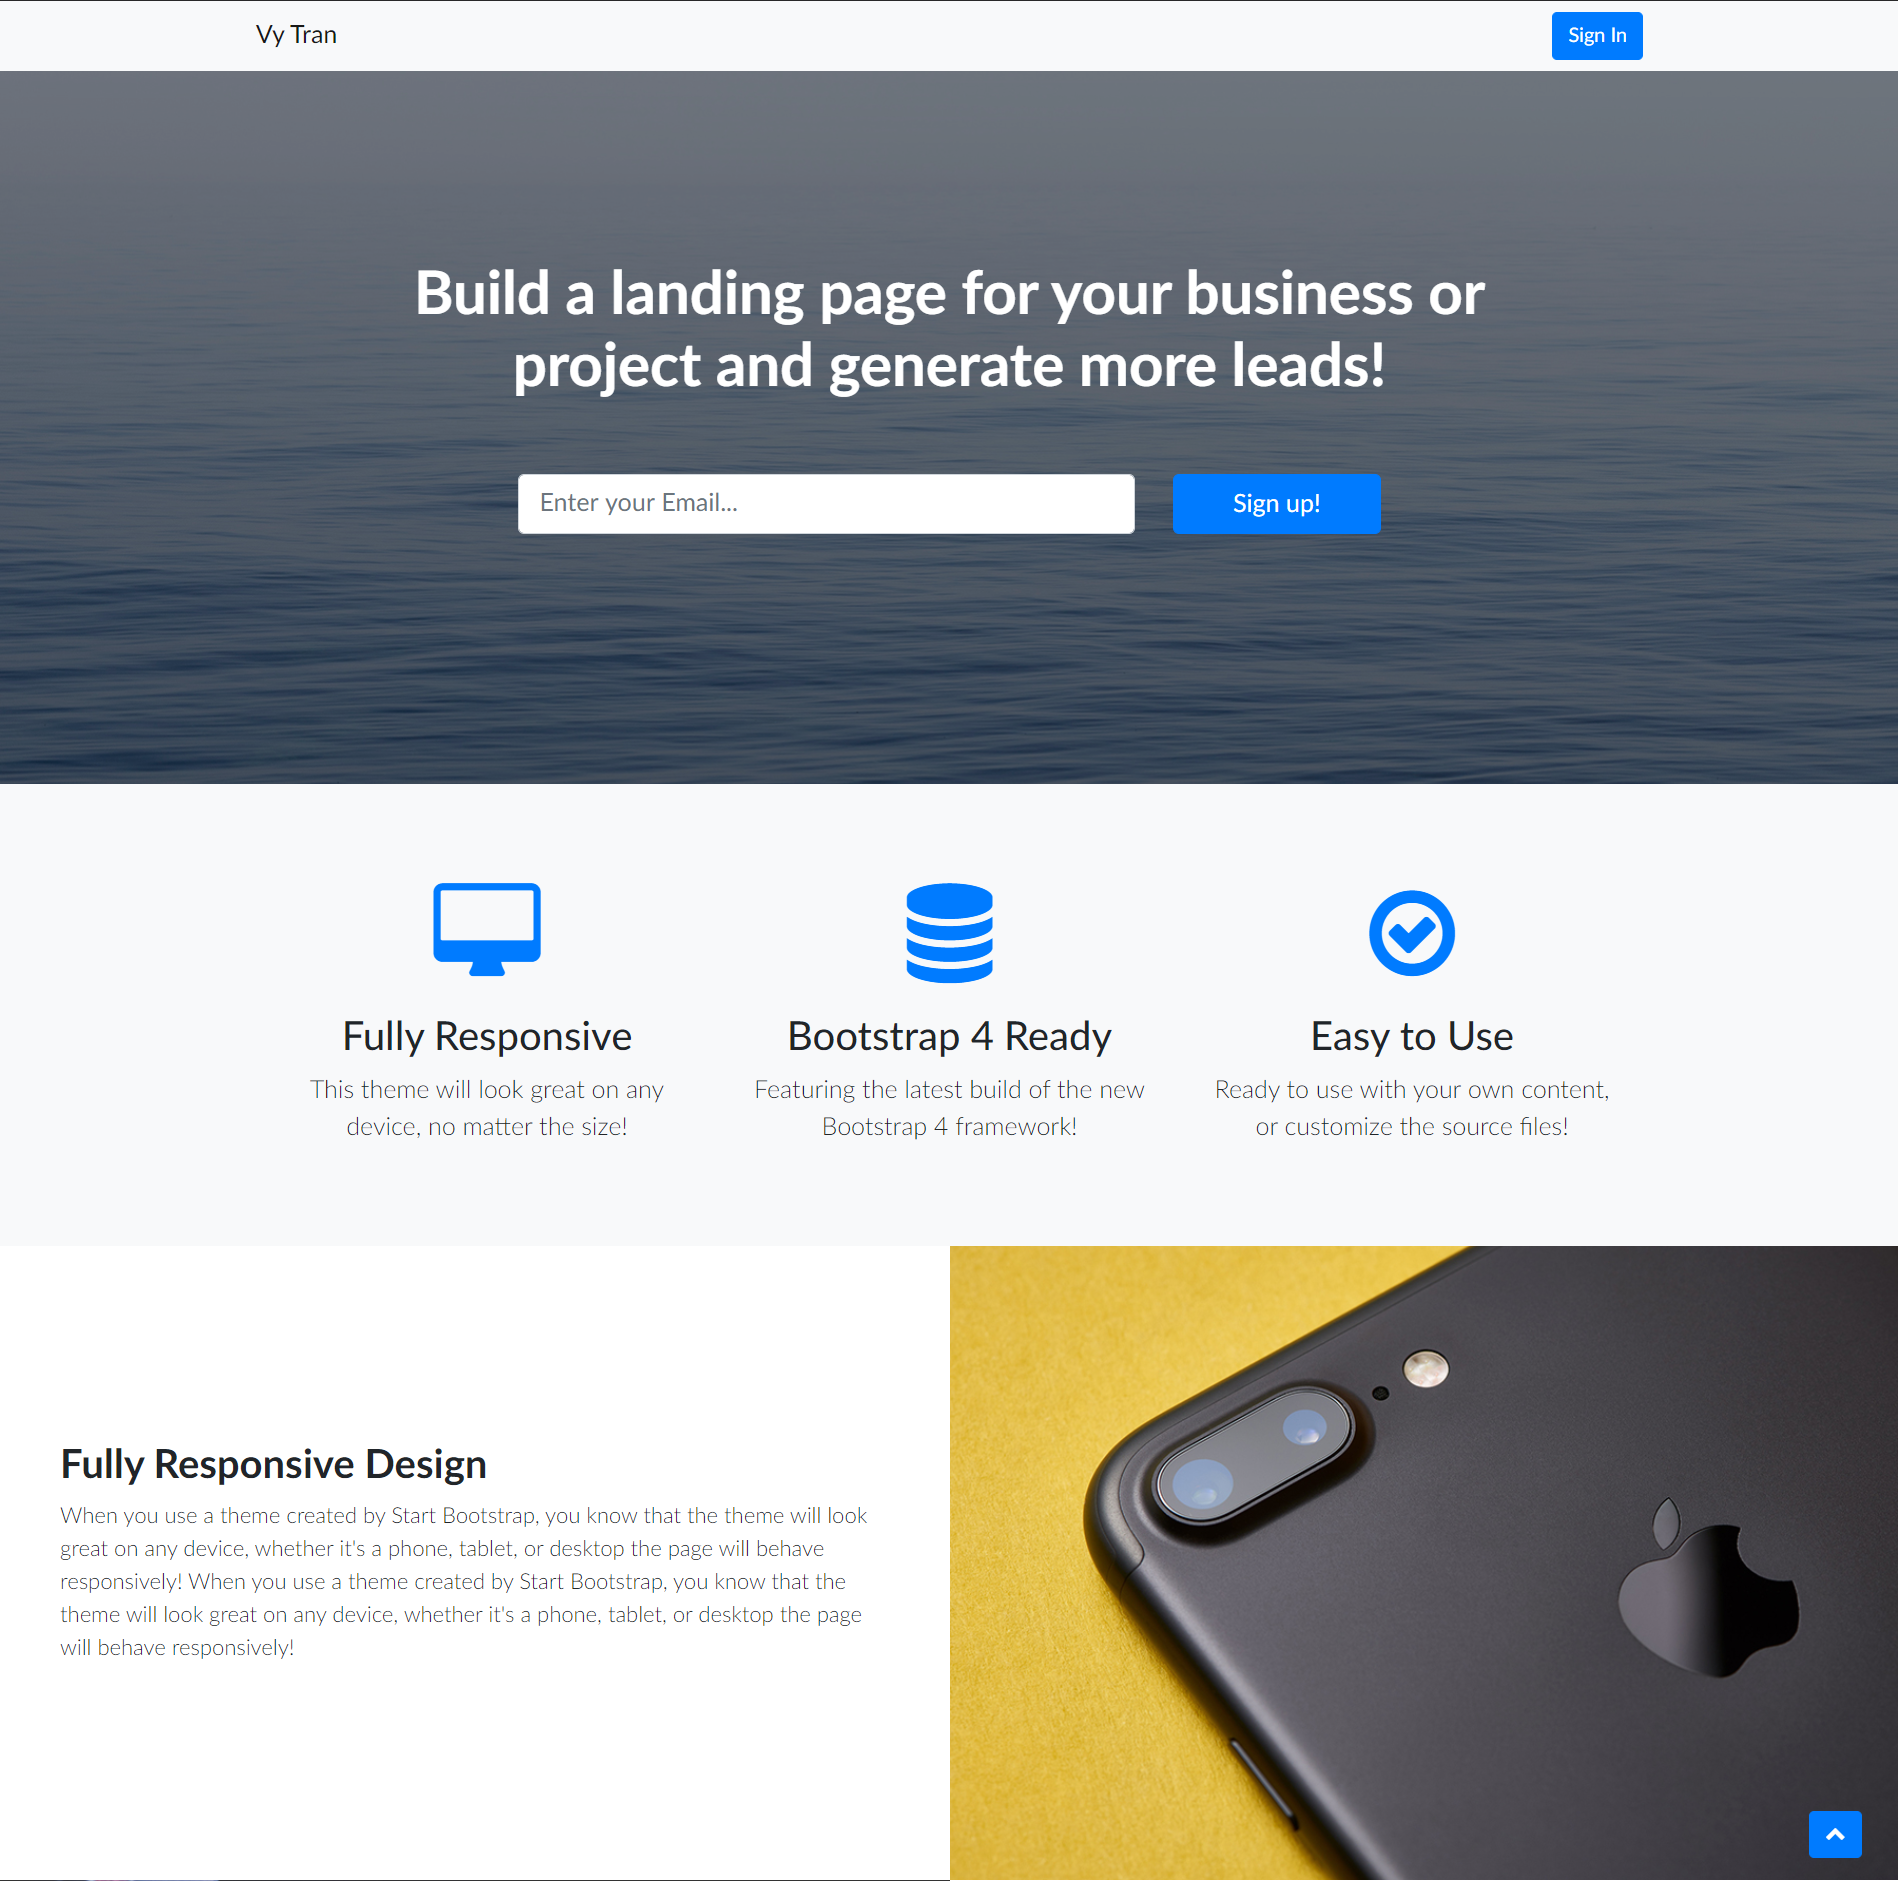 Vy Tran
Sign In
Build a landing page for your business or
project and generate more leads!
Enter your Email...
Sign up!
Fully Responsive
This theme will look great on any
device, no matter the size!
Bootstrap 4 Ready
Featuring the latest build of the new
Bootstrap 4 framework!
Easy to Use
Ready to use with your own content,
or customize the source files!
Fully Responsive Design
When you use a theme created by Start Bootstrap, you know that the theme will look
great on any device, whether it's a phone, tablet, or desktop the page will behave
responsively! When you use a theme created by Start Bootstrap, you know that the
theme will look great on any device, whether it's a phone, tablet, or desktop the page
will behave responsively!